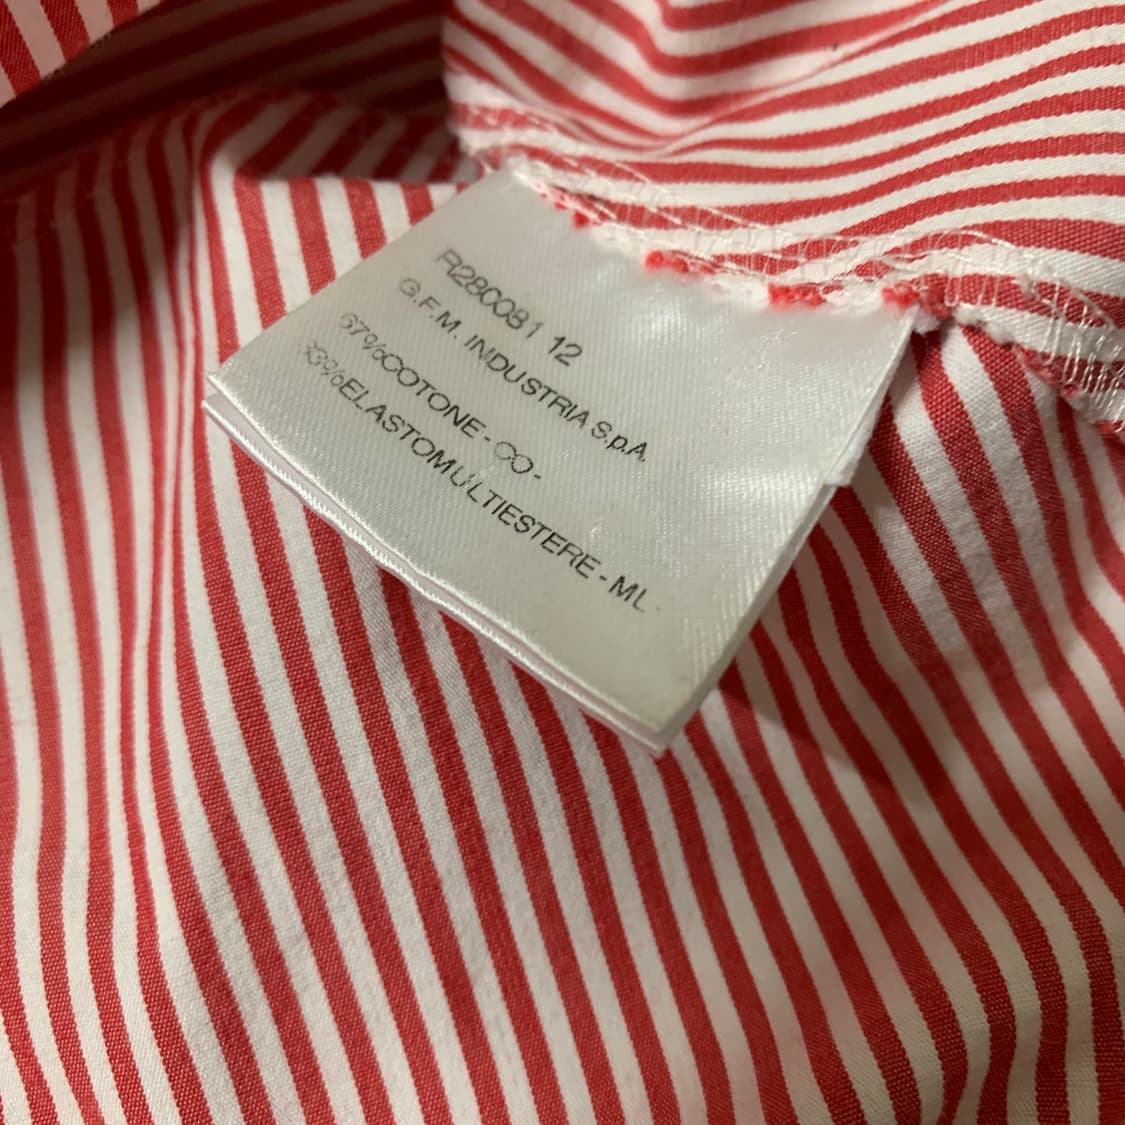 R280081 12
G.F.M. INDUSTRIA S.p.A.
67%COTONE - CO -
33%ELASTOMULTIESTERE - ML